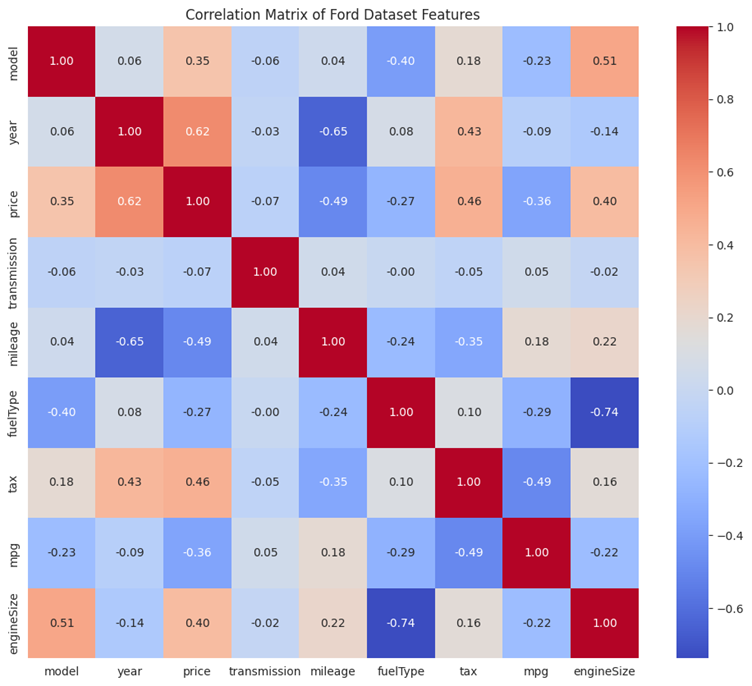 Correlation Matrix of Ford Dataset Features
model 1.00 0.06 0.35 -0.06 0.04 -0.40 0.18 -0.23 0.51
year 0.06 1.00 0.62 -0.03 -0.65 0.08 0.43 -0.09 -0.14
price 0.35 0.62 1.00 -0.07 -0.49 -0.27 0.46 -0.36 0.40
transmission -0.06 -0.03 -0.07 1.00 0.04 -0.00 -0.05 0.05 -0.02
mileage 0.04 -0.65 -0.49 0.04 1.00 -0.24 -0.35 0.18 0.22
fuelType -0.40 0.08 -0.27 -0.00 -0.24 1.00 0.10 -0.29 -0.74
tax 0.18 0.43 0.46 -0.05 -0.35 0.10 1.00 -0.49 0.16
mpg -0.23 -0.09 -0.36 0.05 0.18 -0.29 -0.49 1.00 -0.22
engineSize 0.51 -0.14 0.40 -0.02 0.22 -0.74 0.16 -0.22 1.00
model year price transmission mileage fuelType tax mpg engineSize
1.0
0.8
0.6
0.4
0.2
0.0
−0.2
−0.4
−0.6